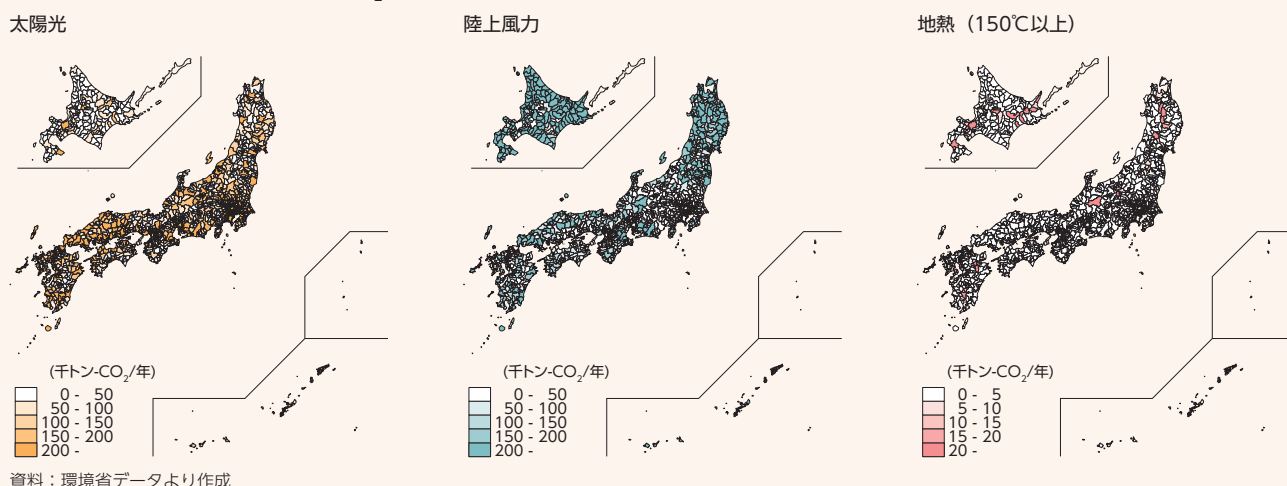 太陽光
陸上風力
地熱（150℃以上）
(千トン-CO₂/年)
0 - 50
50 - 100
100 - 150
150 - 200
200 -
(千トン-CO₂/年)
0 - 50
50 - 100
100 - 150
150 - 200
200 -
(千トン-CO₂/年)
0 - 5
5 - 10
10 - 15
15 - 20
20 -
資料：環境省データより作成